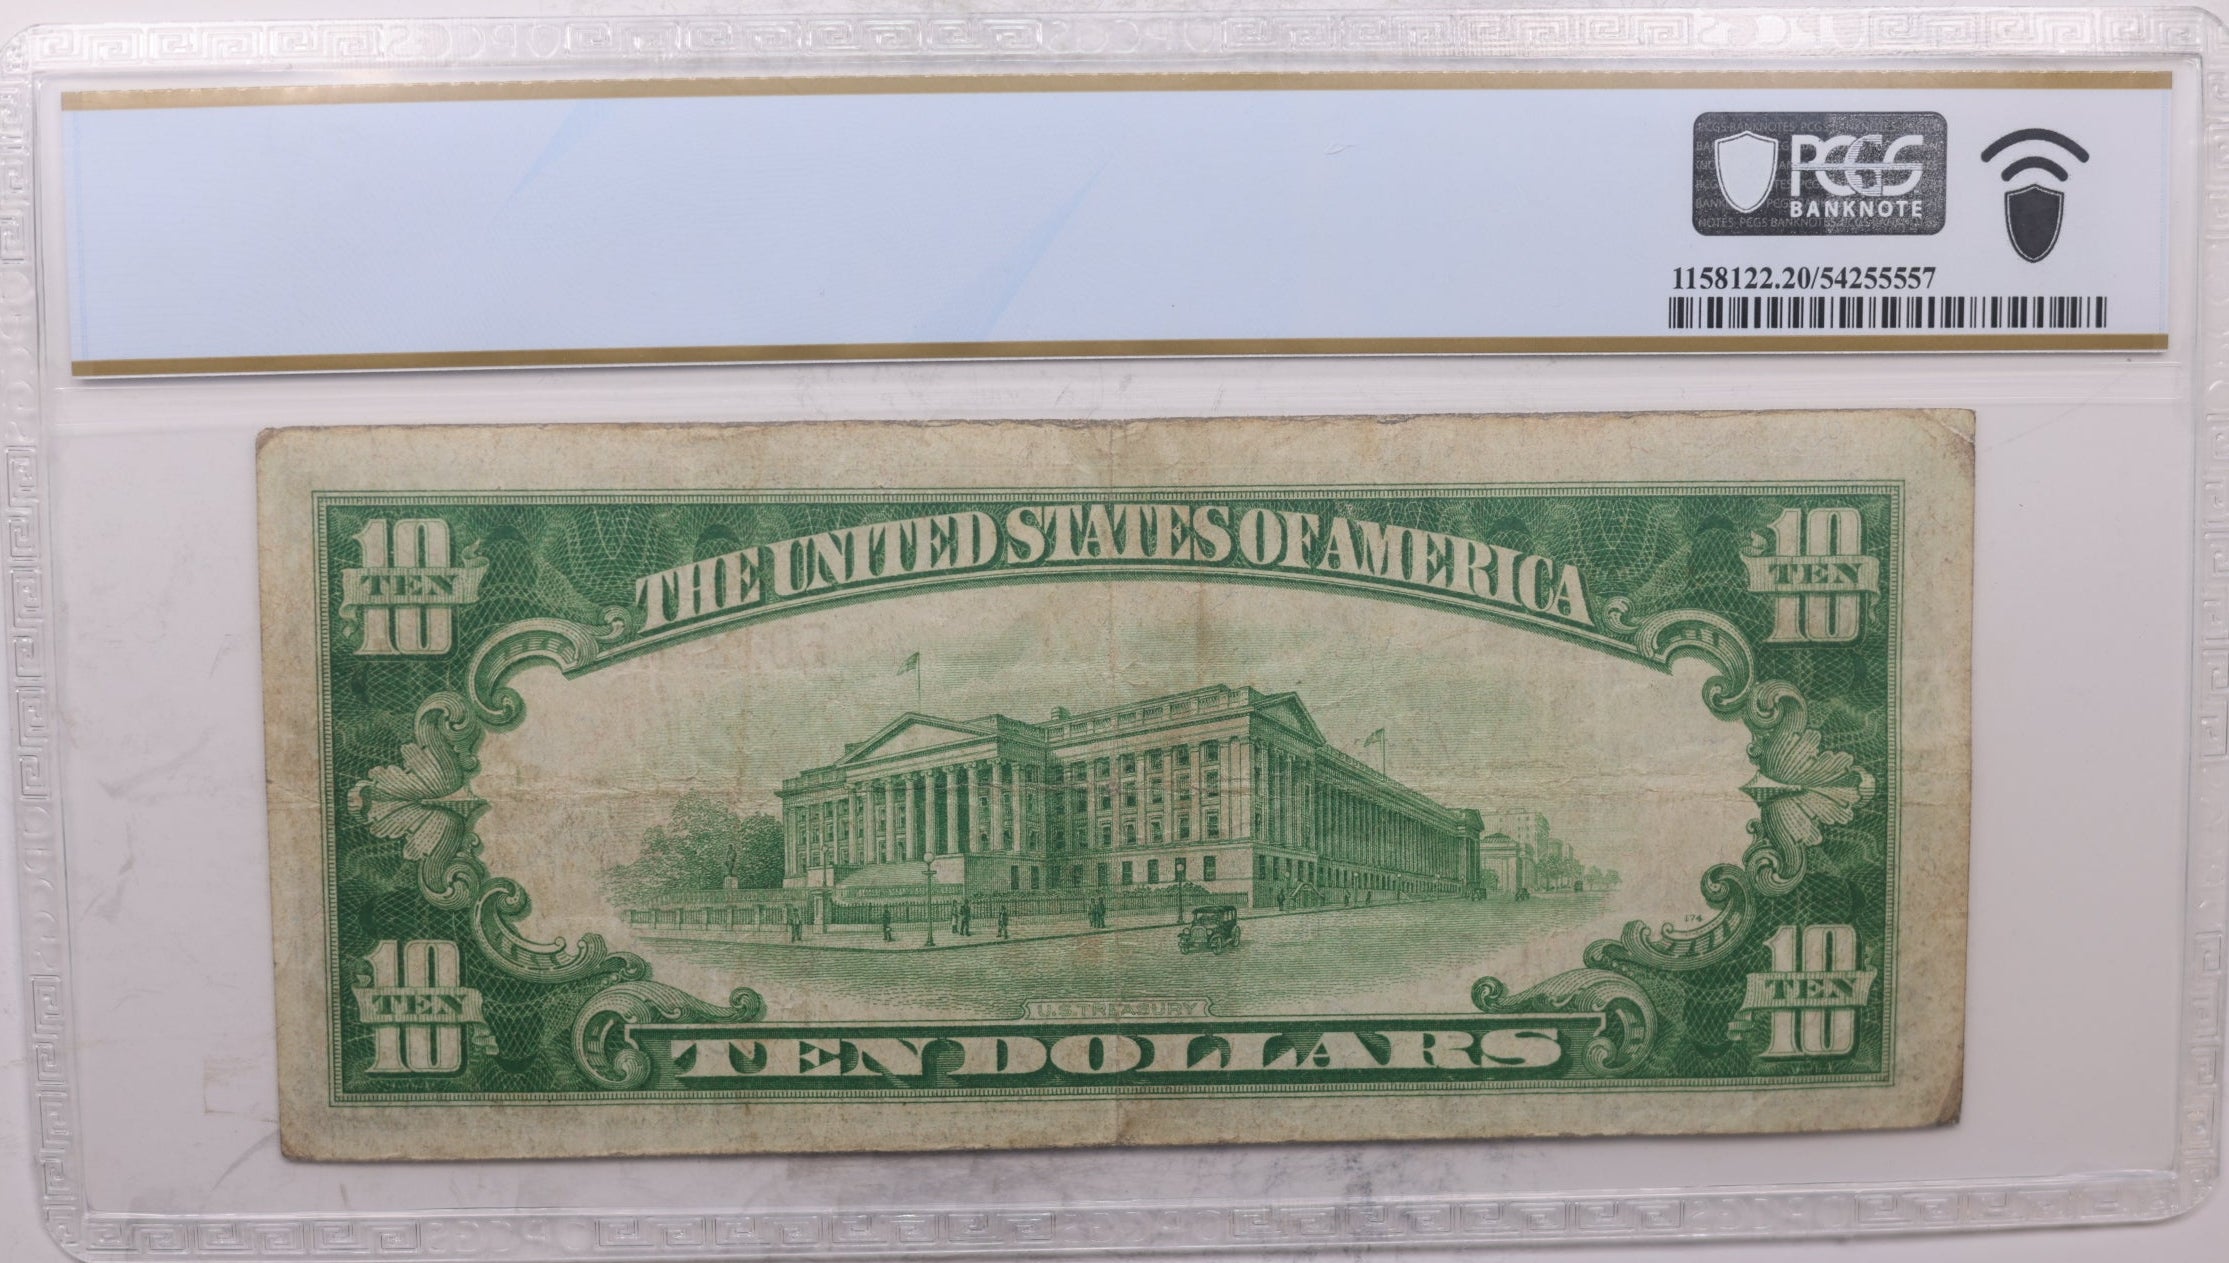 PCGS
BANKNOTE
1158122.20/54255557
THE UNITED STATES OF AMERICA
10
TEN
10
10
TEN
10
174
U.S. TREASURY
10
TEN
10
TEN DOLLARS
10
TEN
10